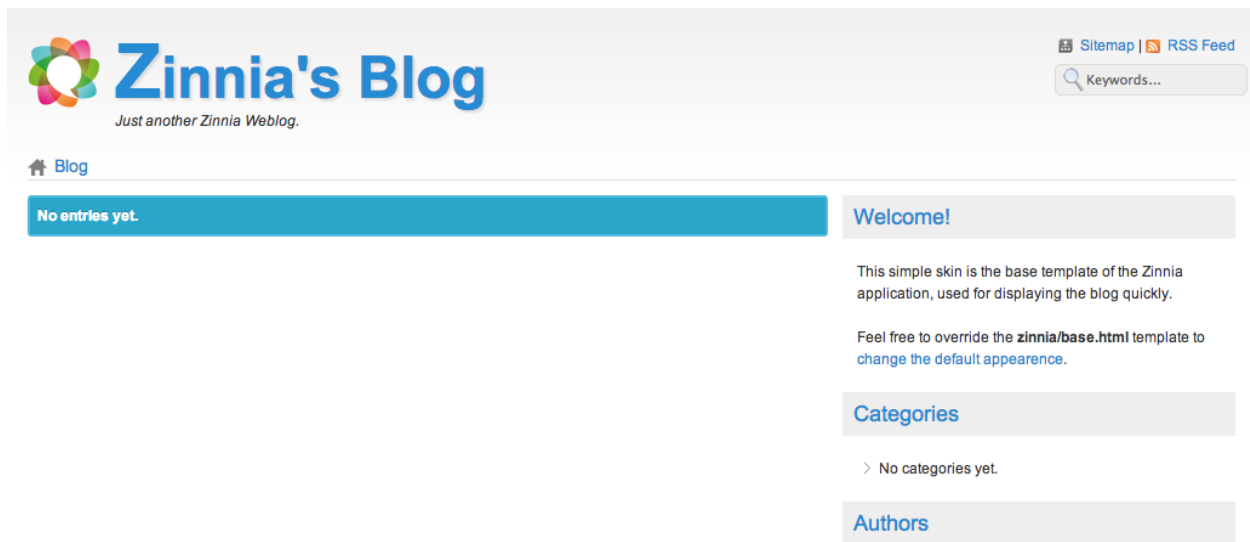 Zinnia's Blog
Just another Zinnia Weblog.
Sitemap | RSS Feed
Keywords...
Blog
No entries yet.
Welcome!
This simple skin is the base template of the Zinnia
application, used for displaying the blog quickly.
Feel free to override the zinnia/base.html template to
change the default appearence.
Categories
No categories yet.
Authors